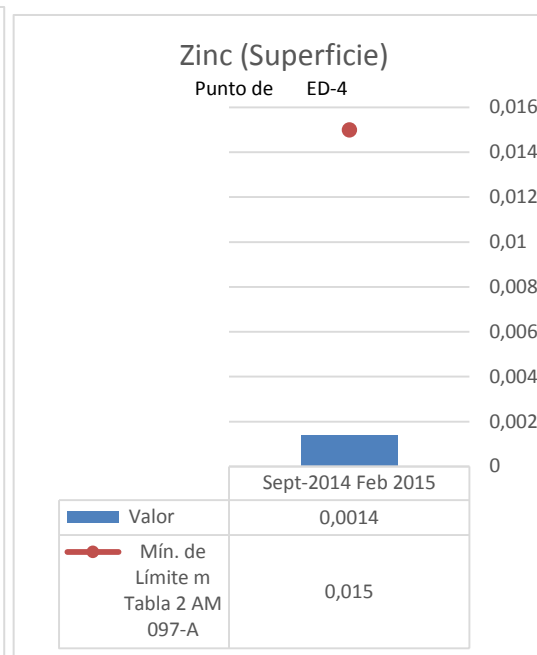 Zinc (Superficie)
Punto de ED-4
0,016
0,014
0,012
0,01
0,008
0,006
0,004
0,002
0
Sept-2014 Feb 2015
Valor 0,0014
Mín. de
Límite m
Tabla 2 AM
097-A
0,015